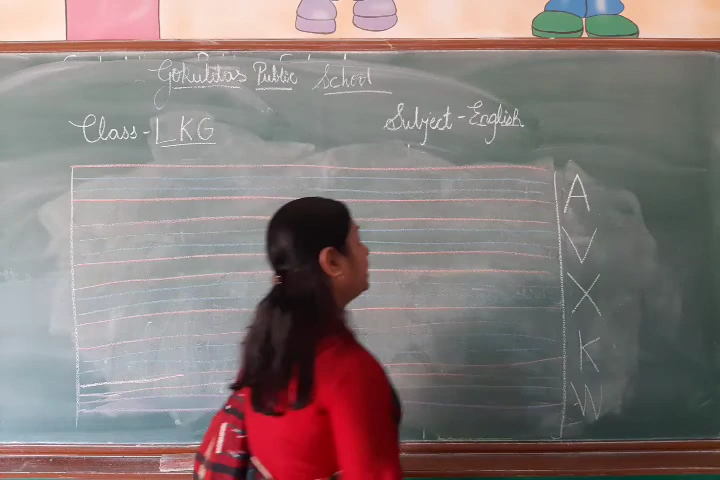 Gokuldas Public School
Class - LKG
Subject - English
A
V
X
K
W